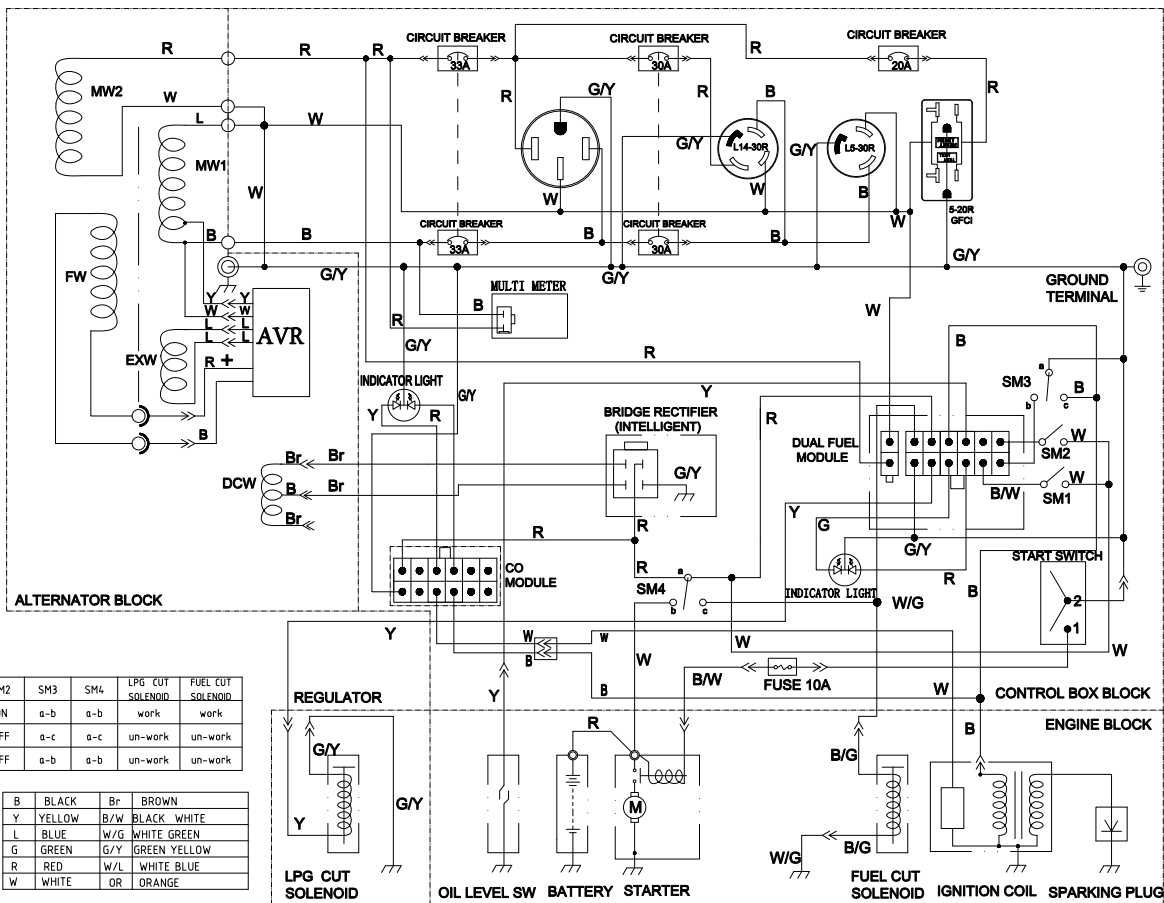 CIRCUIT BREAKER
CIRCUIT BREAKER
CIRCUIT BREAKER
R
R
R
R
33A
30A
20A
MW2
W
R
R
R
G/Y
B
L
W
G/Y
L14-30R
G/Y
L5-30R
MW1
W
W
W
B
W
5-20R
GFCI
CIRCUIT BREAKER
CIRCUIT BREAKER
B
B
33A
B
30A
B
G/Y
G/Y
G/Y
FW
GROUND
TERMINAL
MULTI METER
Y
Y
W
W
L
L
L
L
AVR
B
R
W
G/Y
B
EXW
R
+
R
SM3
a
b
c
B
INDICATOR LIGHT
G/Y
Y
Y
R
BRIDGE RECTIFIER
(INTELLIGENT)
R
B
DUAL FUEL
MODULE
W
SM2
Br
Br
G/Y
DCW
B
Br
W
B/W
SM1
Br
R
R
Y
G
G/Y
START SWITCH
CO
MODULE
R
a
SM4
b
c
INDICATOR LIGHT
R
B
2
1
ALTERNATOR BLOCK
W/G
Y
W
B
W
W
W
W
B/W
FUSE 10A
B
W
CONTROL BOX BLOCK
REGULATOR
Y
ENGINE BLOCK
M2 SM3 SM4 LPG CUT SOLENOID FUEL CUT SOLENOID
ON a-b a-b work work
FF a-c a-c un-work un-work
FF a-b a-b un-work un-work
R
B
G/Y
B/G
G/Y
Y
M
B/G
W/G
B BLACK Br BROWN
Y YELLOW B/W BLACK WHITE
L BLUE W/G WHITE GREEN
G GREEN G/Y GREEN YELLOW
R RED W/L WHITE BLUE
W WHITE OR ORANGE
LPG CUT
SOLENOID
OIL LEVEL SW
BATTERY
STARTER
FUEL CUT
SOLENOID
IGNITION COIL
SPARKING PLUG